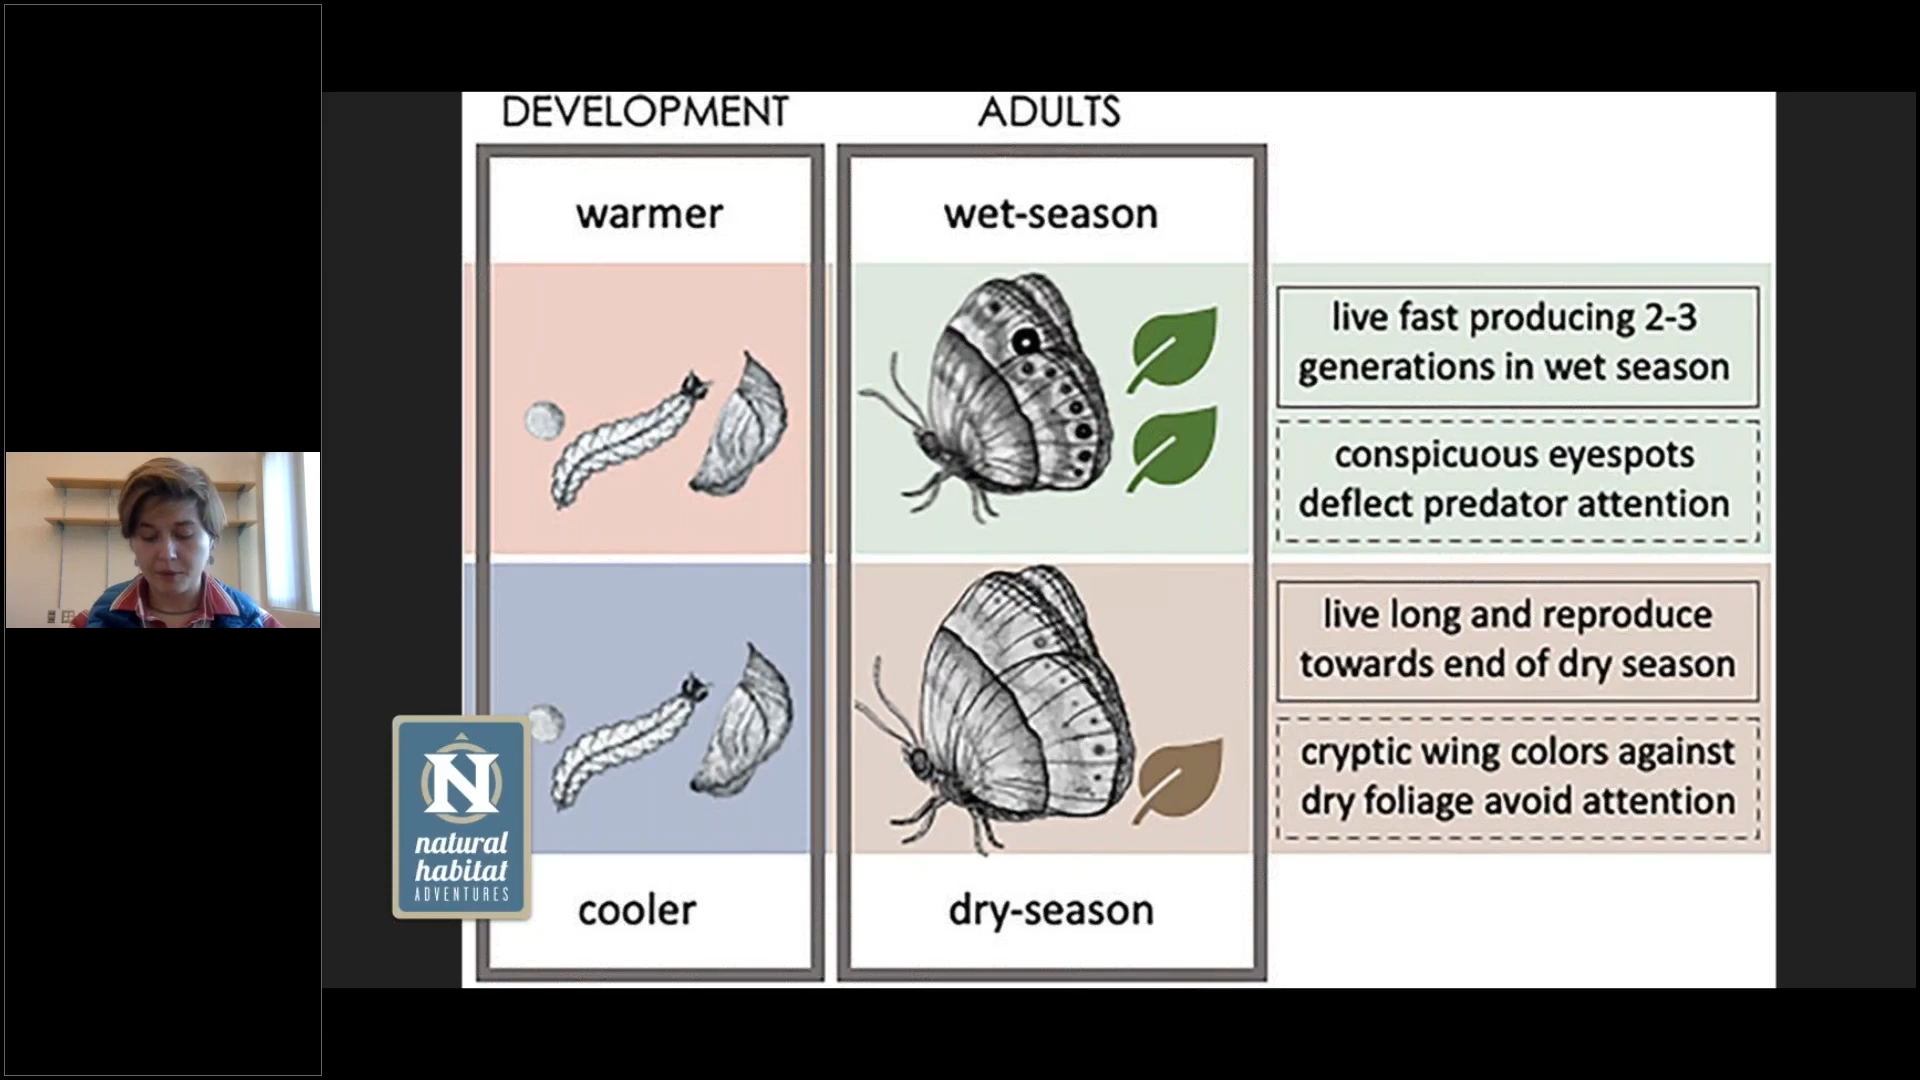 DEVELOPMENT
ADULTS
warmer
wet-season
live fast producing 2-3
generations in wet season
conspicuous eyespots
deflect predator attention
live long and reproduce
towards end of dry season
cryptic wing colors against
dry foliage avoid attention
N
natural
habitat
ADVENTURES
cooler
dry-season